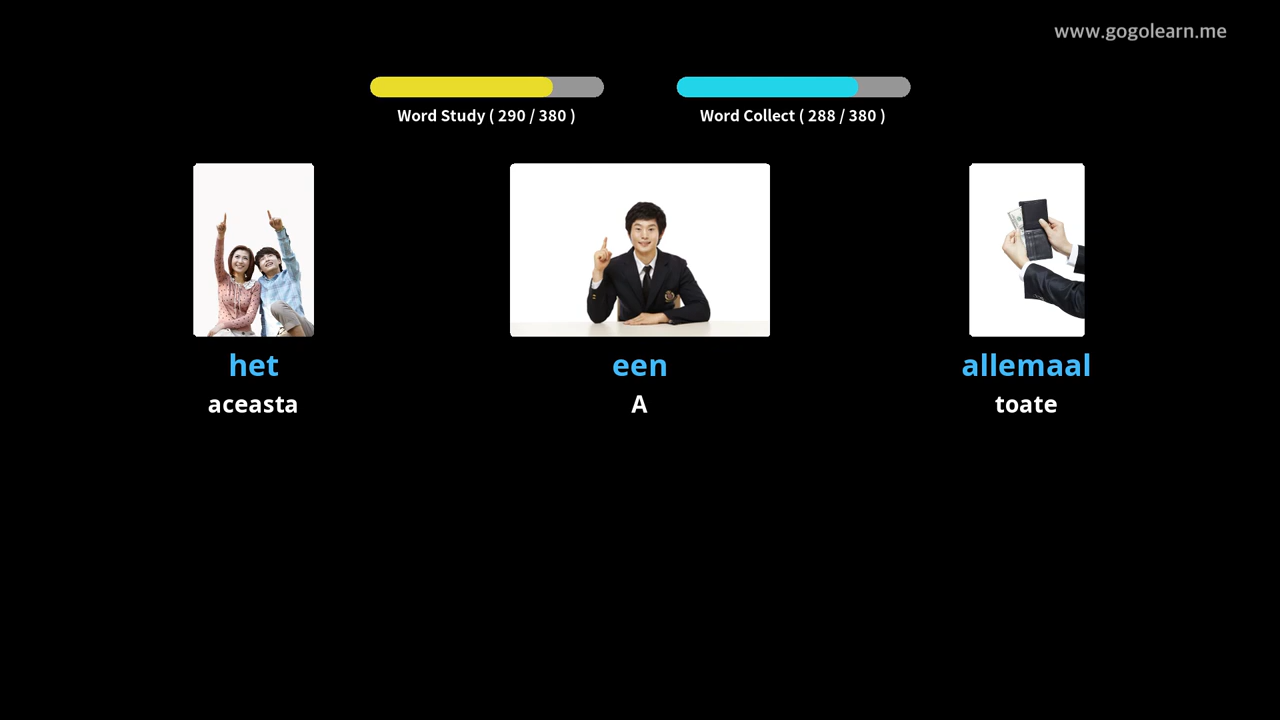 www.gogolearn.me
Word Study ( 290 / 380 )
Word Collect ( 288 / 380 )
het
een
allemaal
aceasta
A
toate